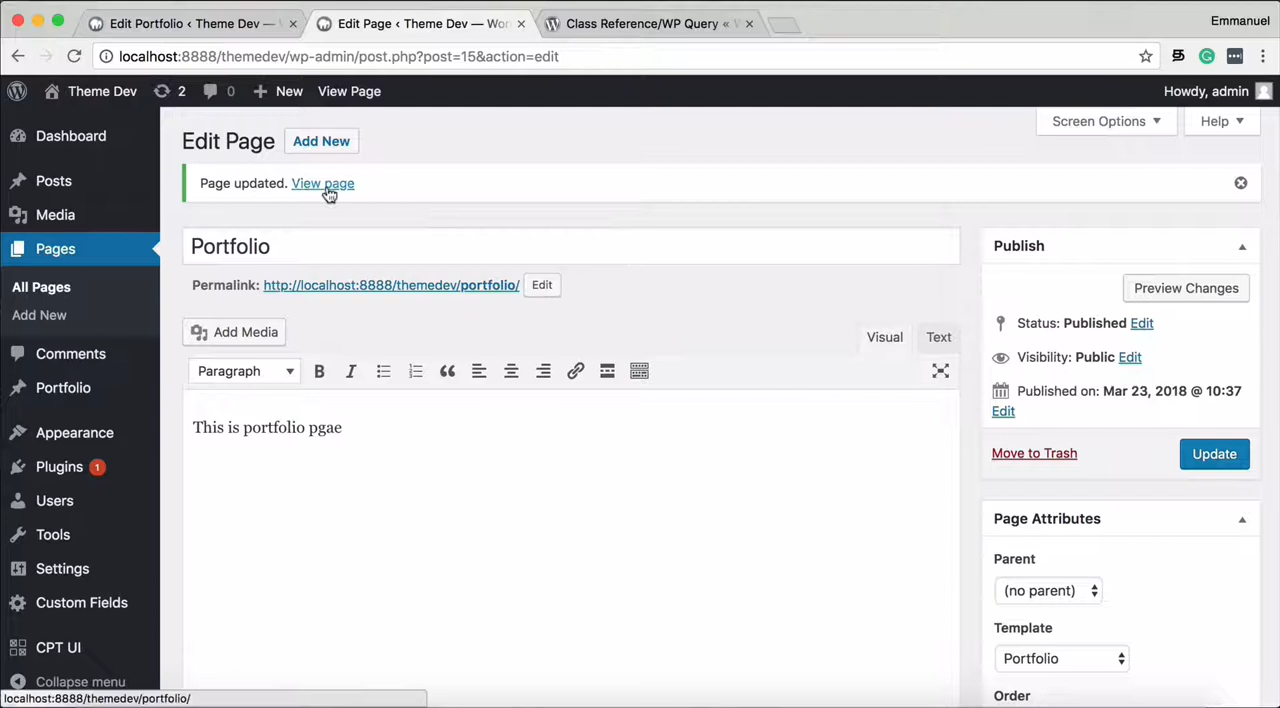 Edit Portfolio ‹ Theme Dev —
Edit Page ‹ Theme Dev — Wor
Class Reference/WP Query «
Emmanuel
localhost:8888/themedev/wp-admin/post.php?post=15&action=edit
Theme Dev
2
0
New
View Page
Howdy, admin
Screen Options
Help
Dashboard
Posts
Media
Pages
All Pages
Add New
Comments
Portfolio
Appearance
Plugins 1
Users
Tools
Settings
Custom Fields
CPT UI
Collapse menu
Edit Page
Add New
Page updated. View page
Portfolio
Permalink: http://localhost:8888/themedev/portfolio/ Edit
Add Media
Visual
Text
Paragraph
This is portfolio pgae
Publish
Preview Changes
Status: Published Edit
Visibility: Public Edit
Published on: Mar 23, 2018 @ 10:37
Edit
Move to Trash
Update
Page Attributes
Parent
(no parent)
Template
Portfolio
Order
localhost:8888/themedev/portfolio/